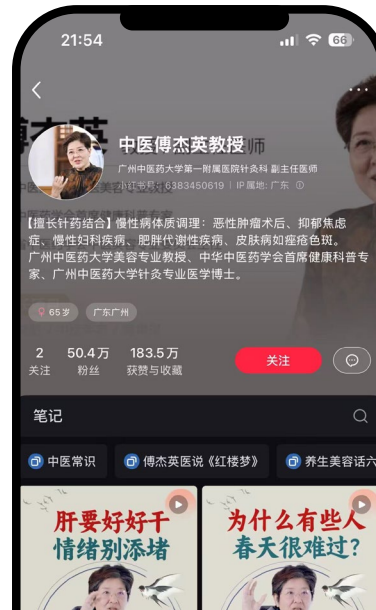 21:54
66
中医傅杰英教授
广州中医药大学第一附属医院针灸科 副主任医师
小红书号：6383450619 | IP属地：广东
【擅长针药结合】慢性病体质调理：恶性肿瘤术后、抑郁焦虑
症、慢性妇科疾病、肥胖代谢性疾病、皮肤病如痤疮色斑。
广州中医药大学美容专业教授、中华中医药学会首席健康科普专
家、广州中医药大学针灸专业医学博士。
65岁
广东广州
2 50.4万 183.5万
关注 粉丝 获赞与收藏
关注
笔记
中医常识
傅杰英医说《红楼梦》
养生美容话六
肝要好好干
情绪别添堵
为什么有些人
春天很难过？